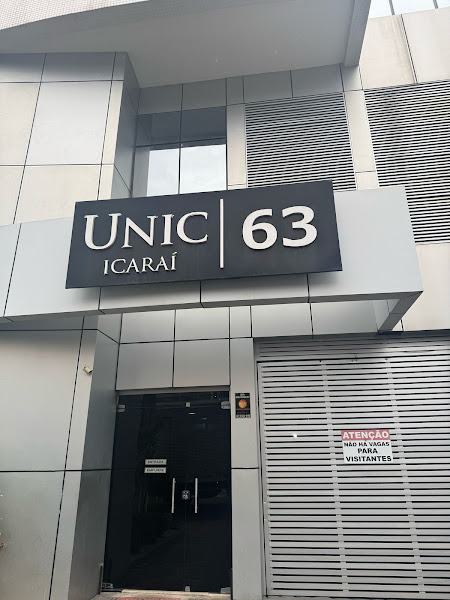 UNIC
ICARAÍ
63
ATENÇÃO
NÃO HÁ VAGAS
PARA
VISITANTES